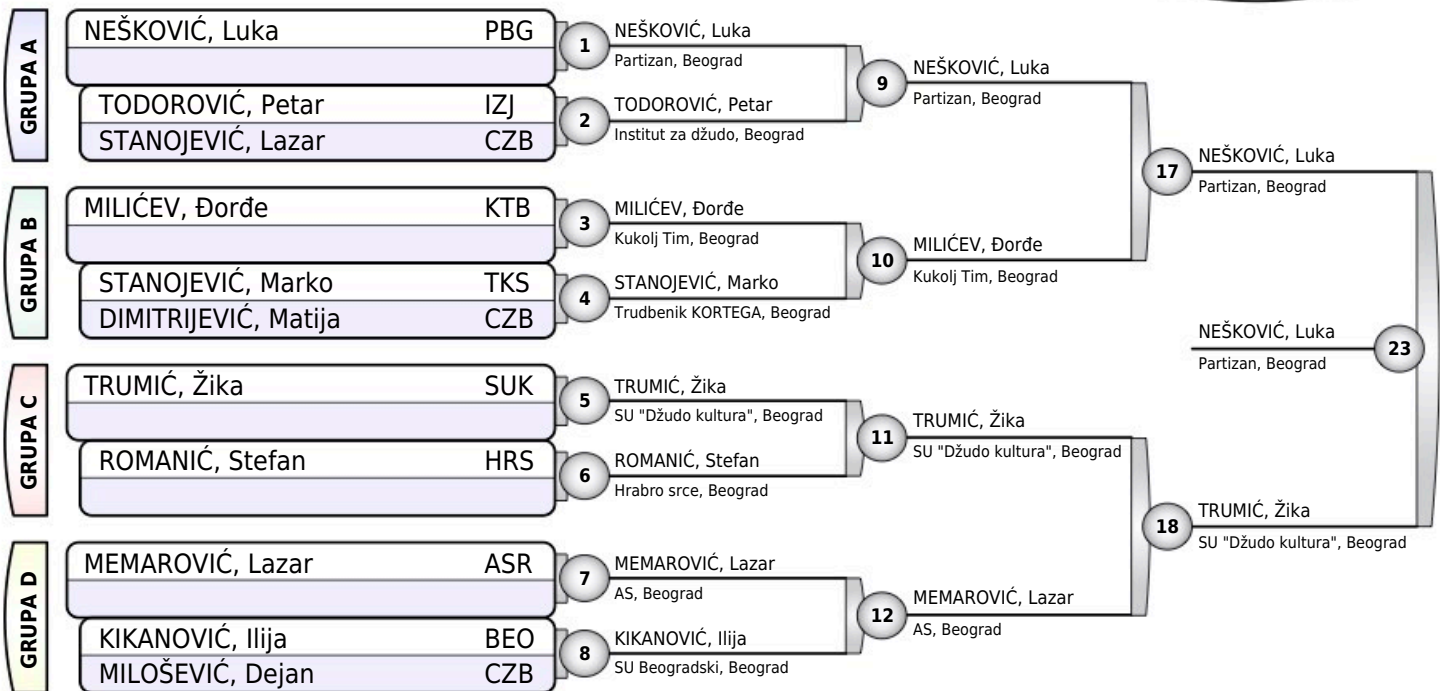 GRUPA A
NEŠKOVIĆ, Luka PBG
TODOROVIĆ, Petar IZJ
STANOJEVIĆ, Lazar CZB
GRUPA B
MILIĆEV, Đorđe KTB
STANOJEVIĆ, Marko TKS
DIMITRIJEVIĆ, Matija CZB
GRUPA C
TRUMIĆ, Žika SUK
ROMANIĆ, Stefan HRS
GRUPA D
MEMAROVIĆ, Lazar ASR
KIKANOVIĆ, Ilija BEO
MILOŠEVIĆ, Dejan CZB
1
NEŠKOVIĆ, Luka
Partizan, Beograd
2
TODOROVIĆ, Petar
Institut za džudo, Beograd
3
MILIĆEV, Đorđe
Kukolj Tim, Beograd
4
STANOJEVIĆ, Marko
Trudbenik KORTEGA, Beograd
5
TRUMIĆ, Žika
SU "Džudo kultura", Beograd
6
ROMANIĆ, Stefan
Hrabro srce, Beograd
7
MEMAROVIĆ, Lazar
AS, Beograd
8
KIKANOVIĆ, Ilija
SU Beogradski, Beograd
9
NEŠKOVIĆ, Luka
Partizan, Beograd
10
MILIĆEV, Đorđe
Kukolj Tim, Beograd
11
TRUMIĆ, Žika
SU "Džudo kultura", Beograd
12
MEMAROVIĆ, Lazar
AS, Beograd
17
NEŠKOVIĆ, Luka
Partizan, Beograd
18
TRUMIĆ, Žika
SU "Džudo kultura", Beograd
NEŠKOVIĆ, Luka
Partizan, Beograd
23